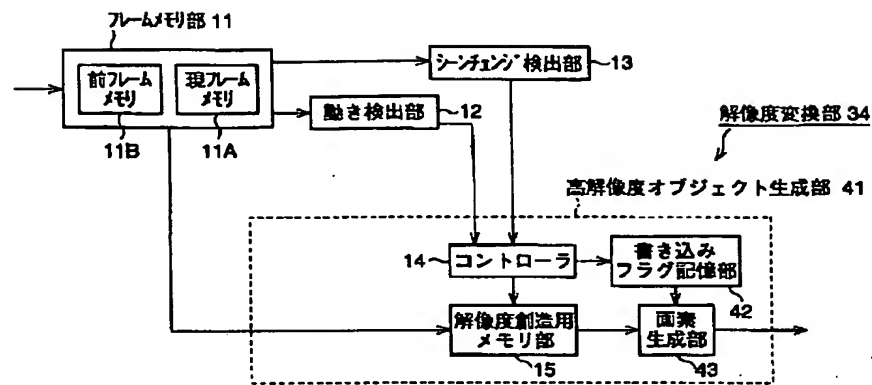 フレームメモリ部 11
シーンチェンジ 検出部
13
前フレーム
メモリ
現フレーム
メモリ
動き検出部
12
11B
11A
解像度変換部 34
高解像度オブジェクト生成部 41
14
コントローラ
書き込み
フラグ記憶部
42
解像度創造用
メモリ部
15
画素
生成部
43